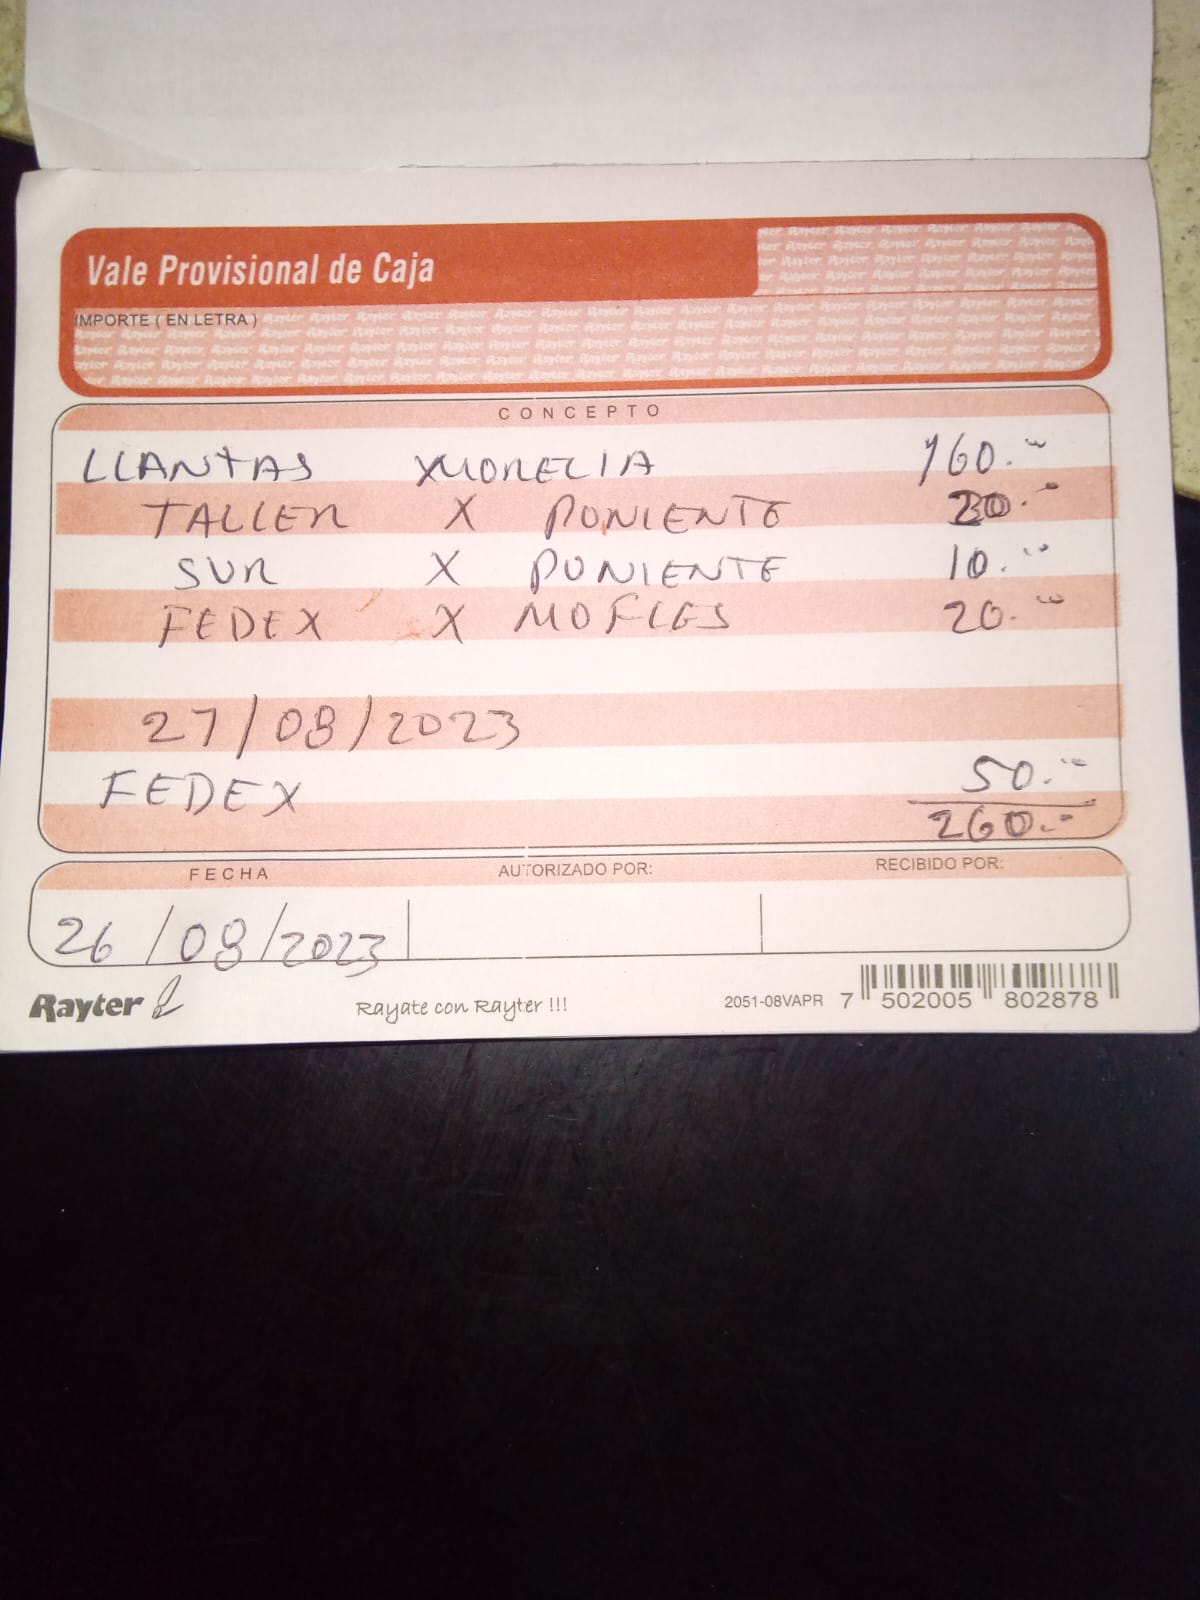 Vale Provisional de Caja
IMPORTE ( EN LETRA )
CONCEPTO
LLANTAS X MORELIA 160.00
TALLER X PONIENTE 20.00
SUR X PONIENTE 10.00
FEDEX X MOFLES 20.00
27/08/2023
FEDEX 50.00
260.00
FECHA AUTORIZADO POR: RECIBIDO POR:
26/08/2023
Rayter Rayate con Rayter !!! 2051-08VAPR 7 502005 802878